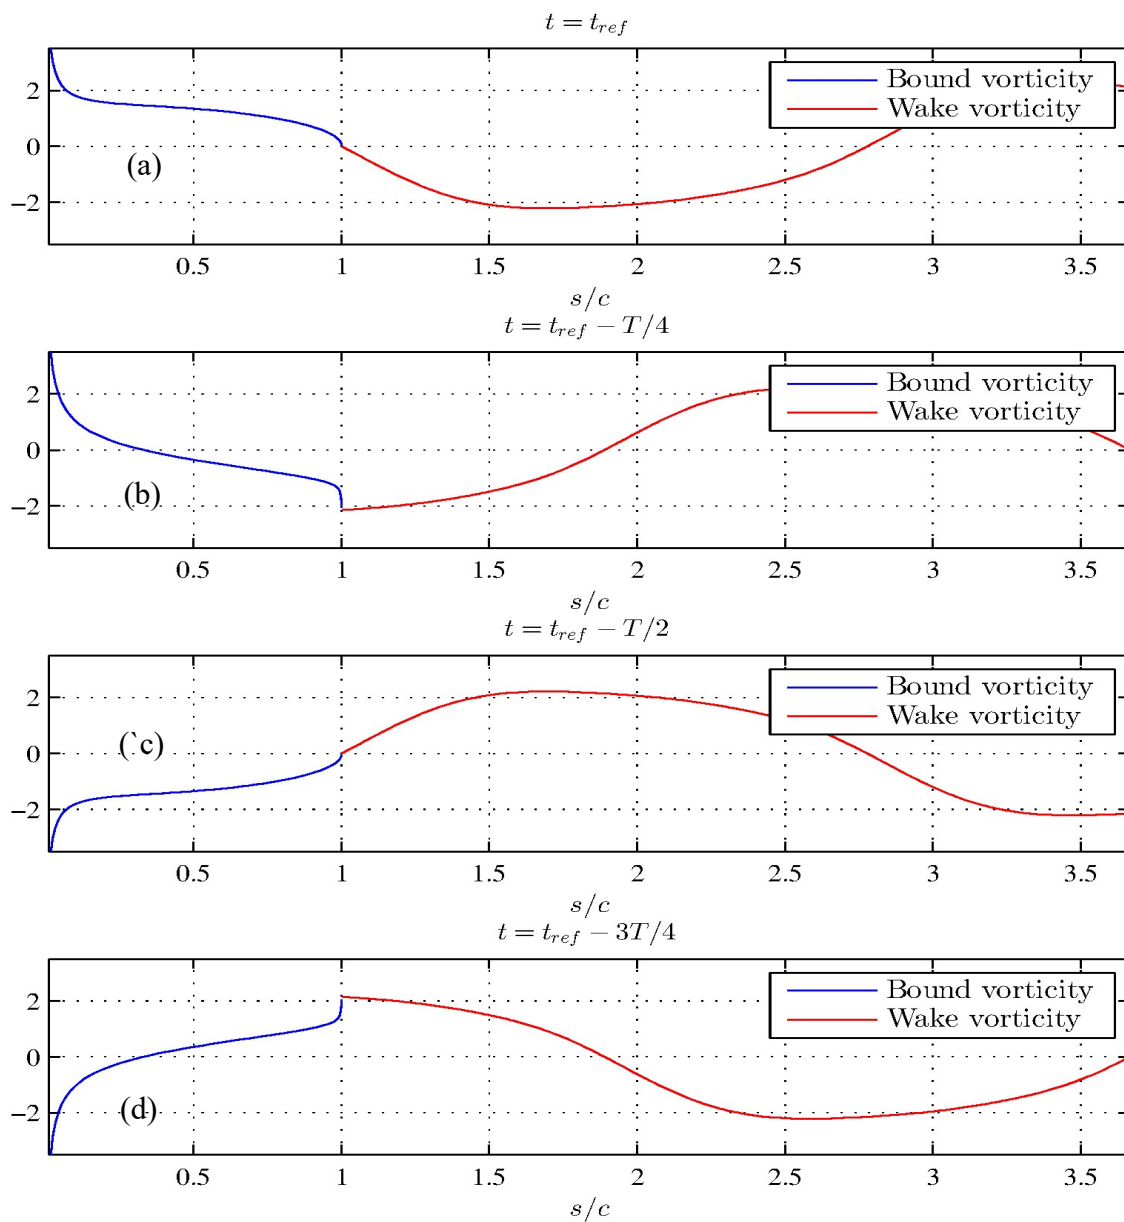 t = t_ref
2
0
−2
(a)
Bound vorticity
Wake vorticity
0.5 1 1.5 2 2.5 3 3.5
s/c
t = t_ref − T/4
2
0
−2
(b)
Bound vorticity
Wake vorticity
0.5 1 1.5 2 2.5 3 3.5
s/c
t = t_ref − T/2
2
0
−2
(`c)
Bound vorticity
Wake vorticity
0.5 1 1.5 2 2.5 3 3.5
s/c
t = t_ref − 3T/4
2
0
−2
(d)
Bound vorticity
Wake vorticity
0.5 1 1.5 2 2.5 3 3.5
s/c